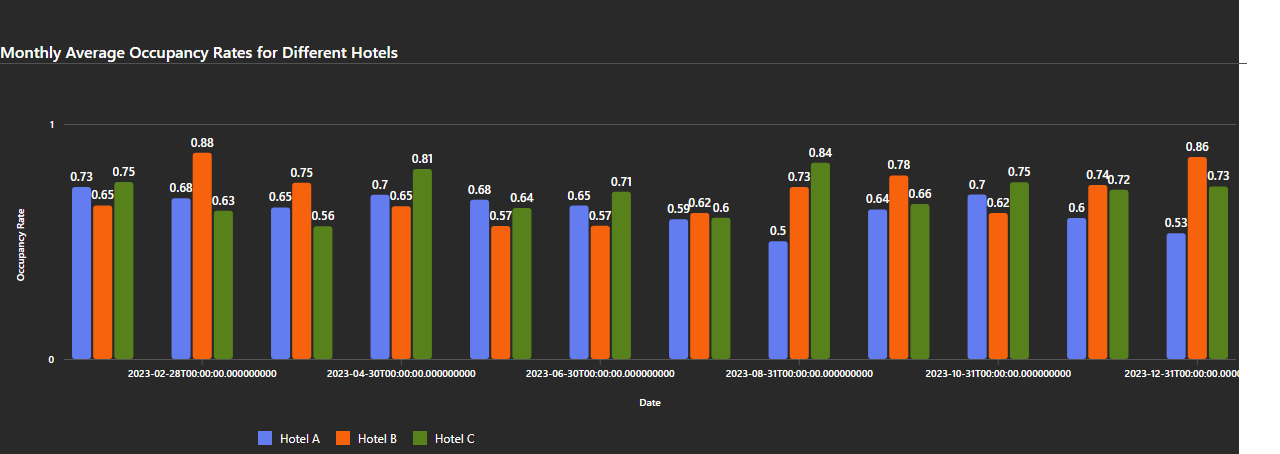 Monthly Average Occupancy Rates for Different Hotels
1
0.73 0.65 0.75 0.68 0.88 0.63 0.65 0.75 0.56 0.7 0.65 0.81 0.68 0.57 0.64 0.65 0.57 0.71 0.59 0.62 0.6 0.5 0.73 0.84 0.64 0.78 0.66 0.7 0.62 0.75 0.6 0.74 0.72 0.53 0.86 0.73
Occupancy Rate
0
2023-02-28T00:00:00.000000000 2023-04-30T00:00:00.000000000 2023-06-30T00:00:00.000000000 2023-08-31T00:00:00.000000000 2023-10-31T00:00:00.000000000 2023-12-31T00:00:00.0000
Date
Hotel A Hotel B Hotel C